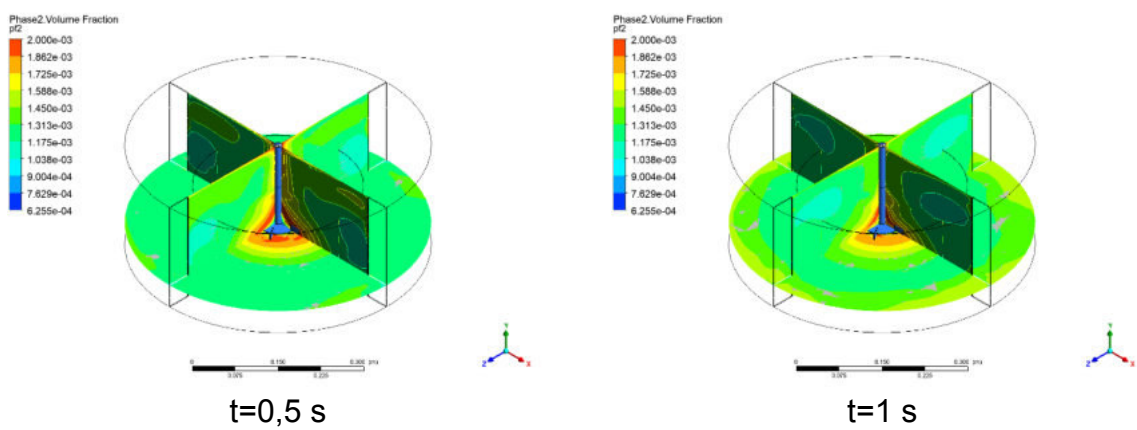 Phase2.Volume Fraction
pf2
2.000e-03
1.862e-03
1.725e-03
1.588e-03
1.450e-03
1.313e-03
1.175e-03
1.038e-03
9.004e-04
7.629e-04
6.255e-04
0 0.150 0.300 (m)
0.075 0.225
Y
Z X
t=0,5 s
Phase2.Volume Fraction
pf2
2.000e-03
1.862e-03
1.725e-03
1.588e-03
1.450e-03
1.313e-03
1.175e-03
1.038e-03
9.004e-04
7.629e-04
6.255e-04
0 0.150 0.300 (m)
0.075 0.225
Y
Z X
t=1 s